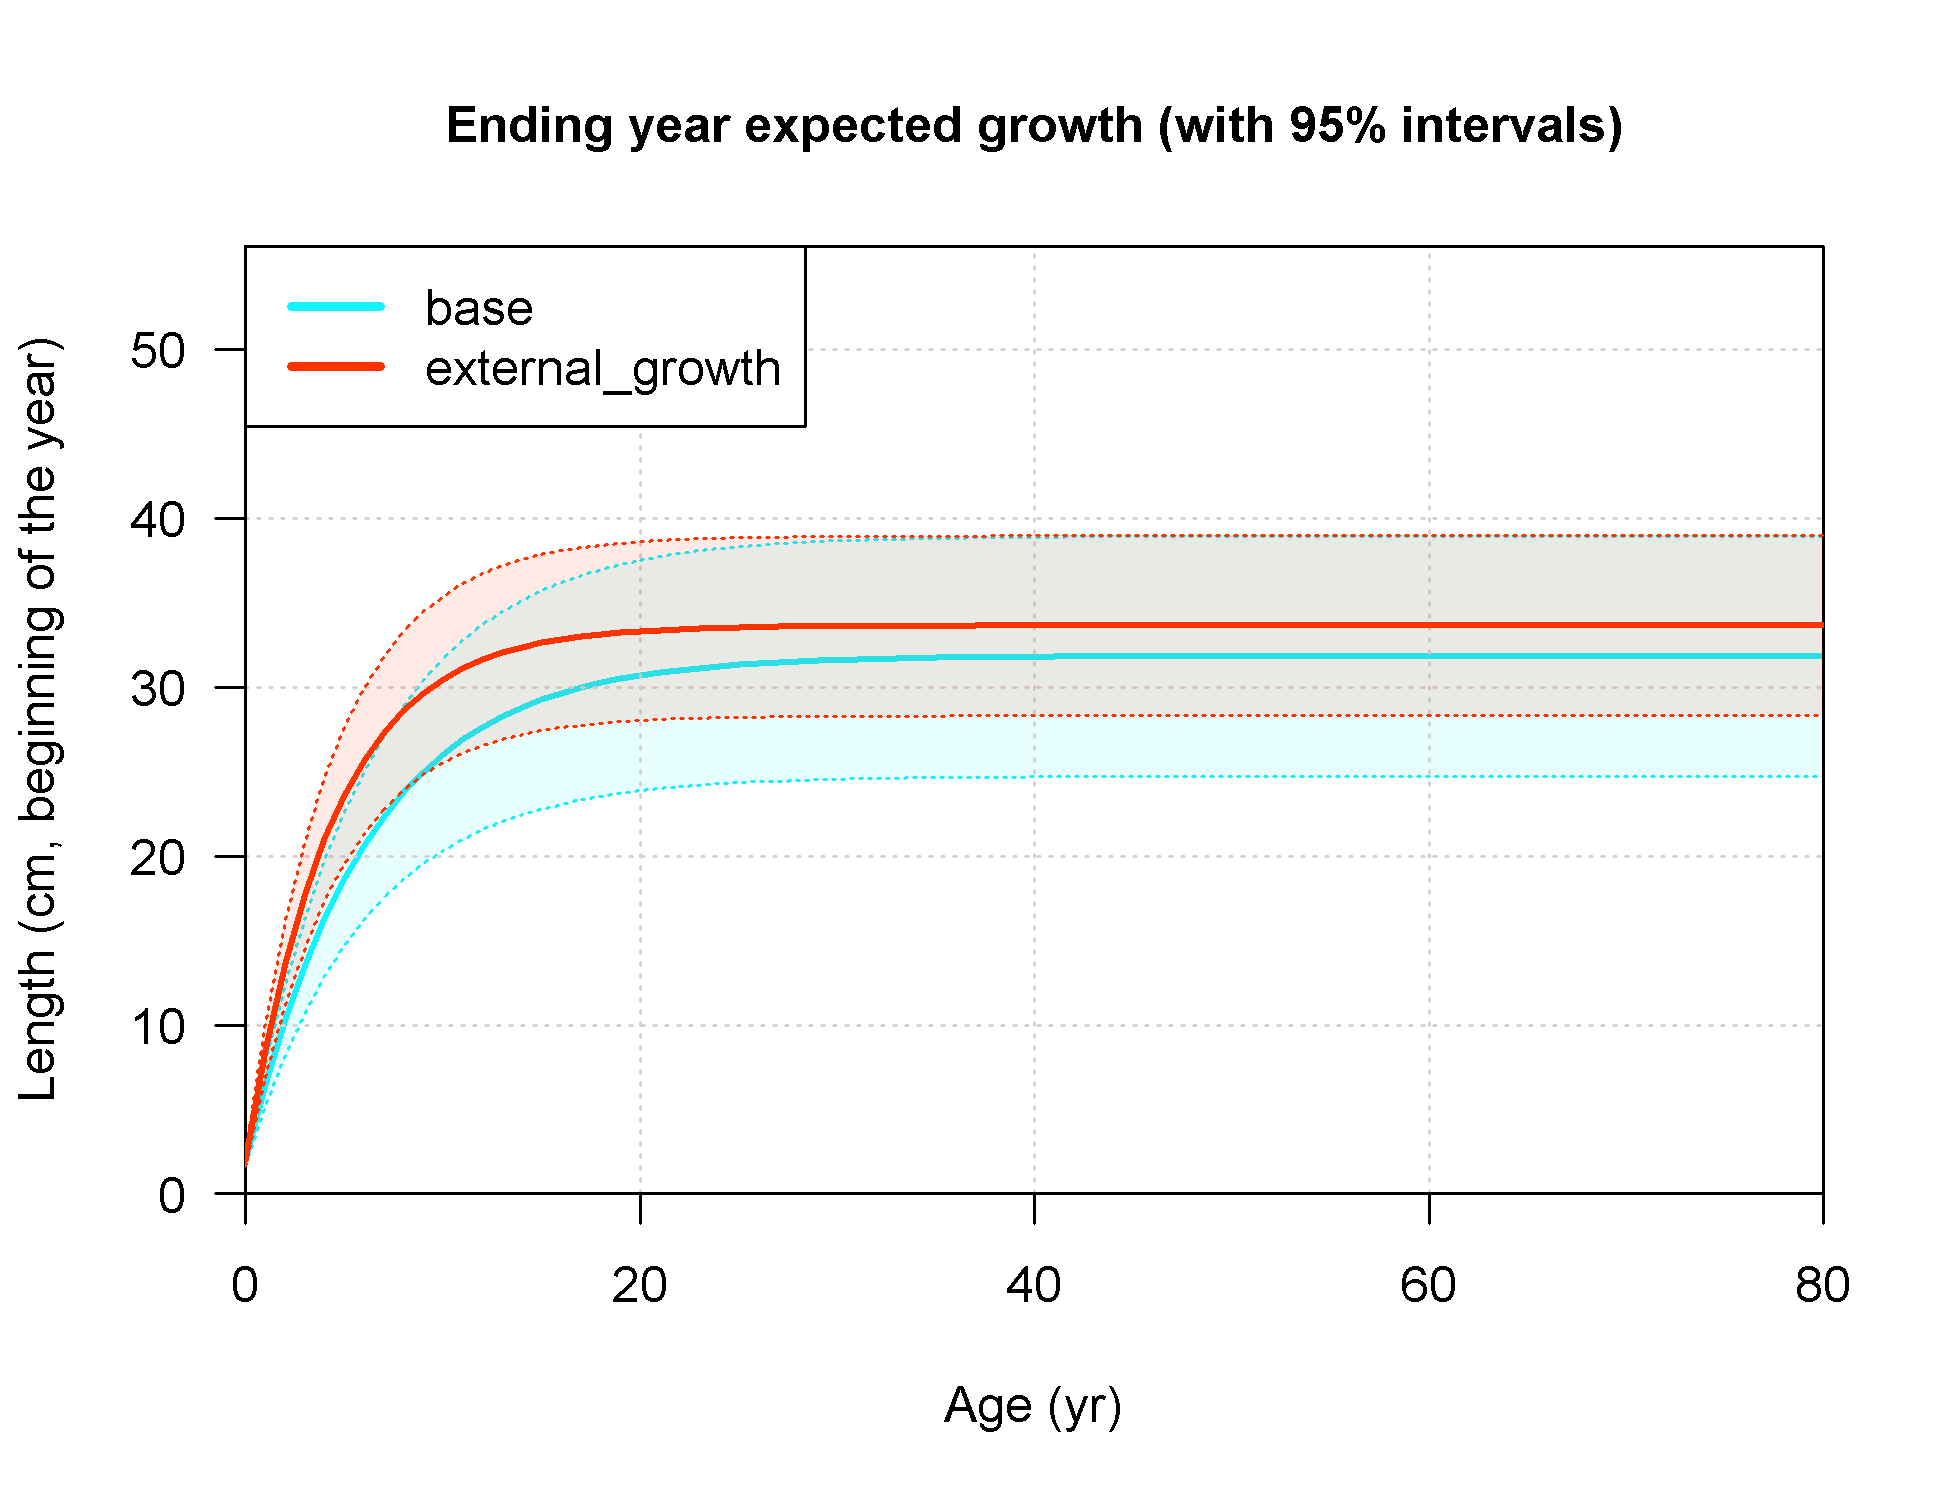 Ending year expected growth (with 95% intervals)
base
external_growth
Length (cm, beginning of the year)
50
40
30
20
10
0
0 20 40 60 80
Age (yr)